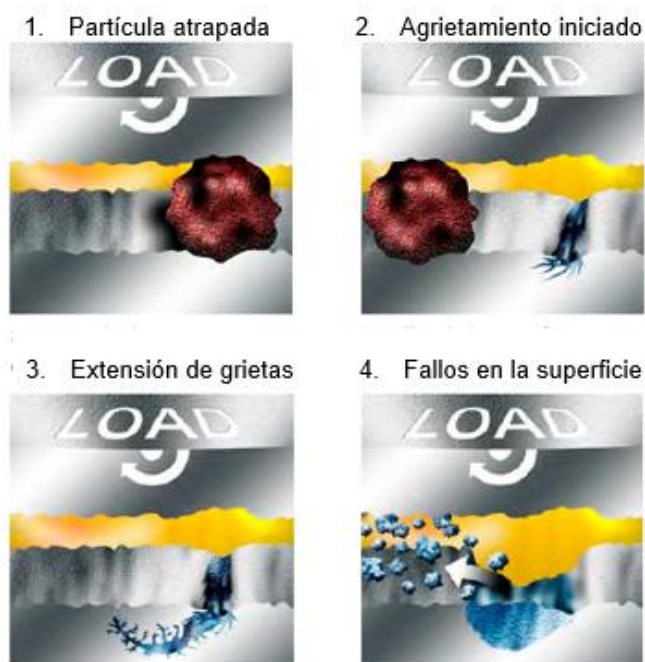 1. Partícula atrapada
2. Agrietamiento iniciado
LOAD
LOAD
3. Extensión de grietas
4. Fallos en la superficie
LOAD
LOAD